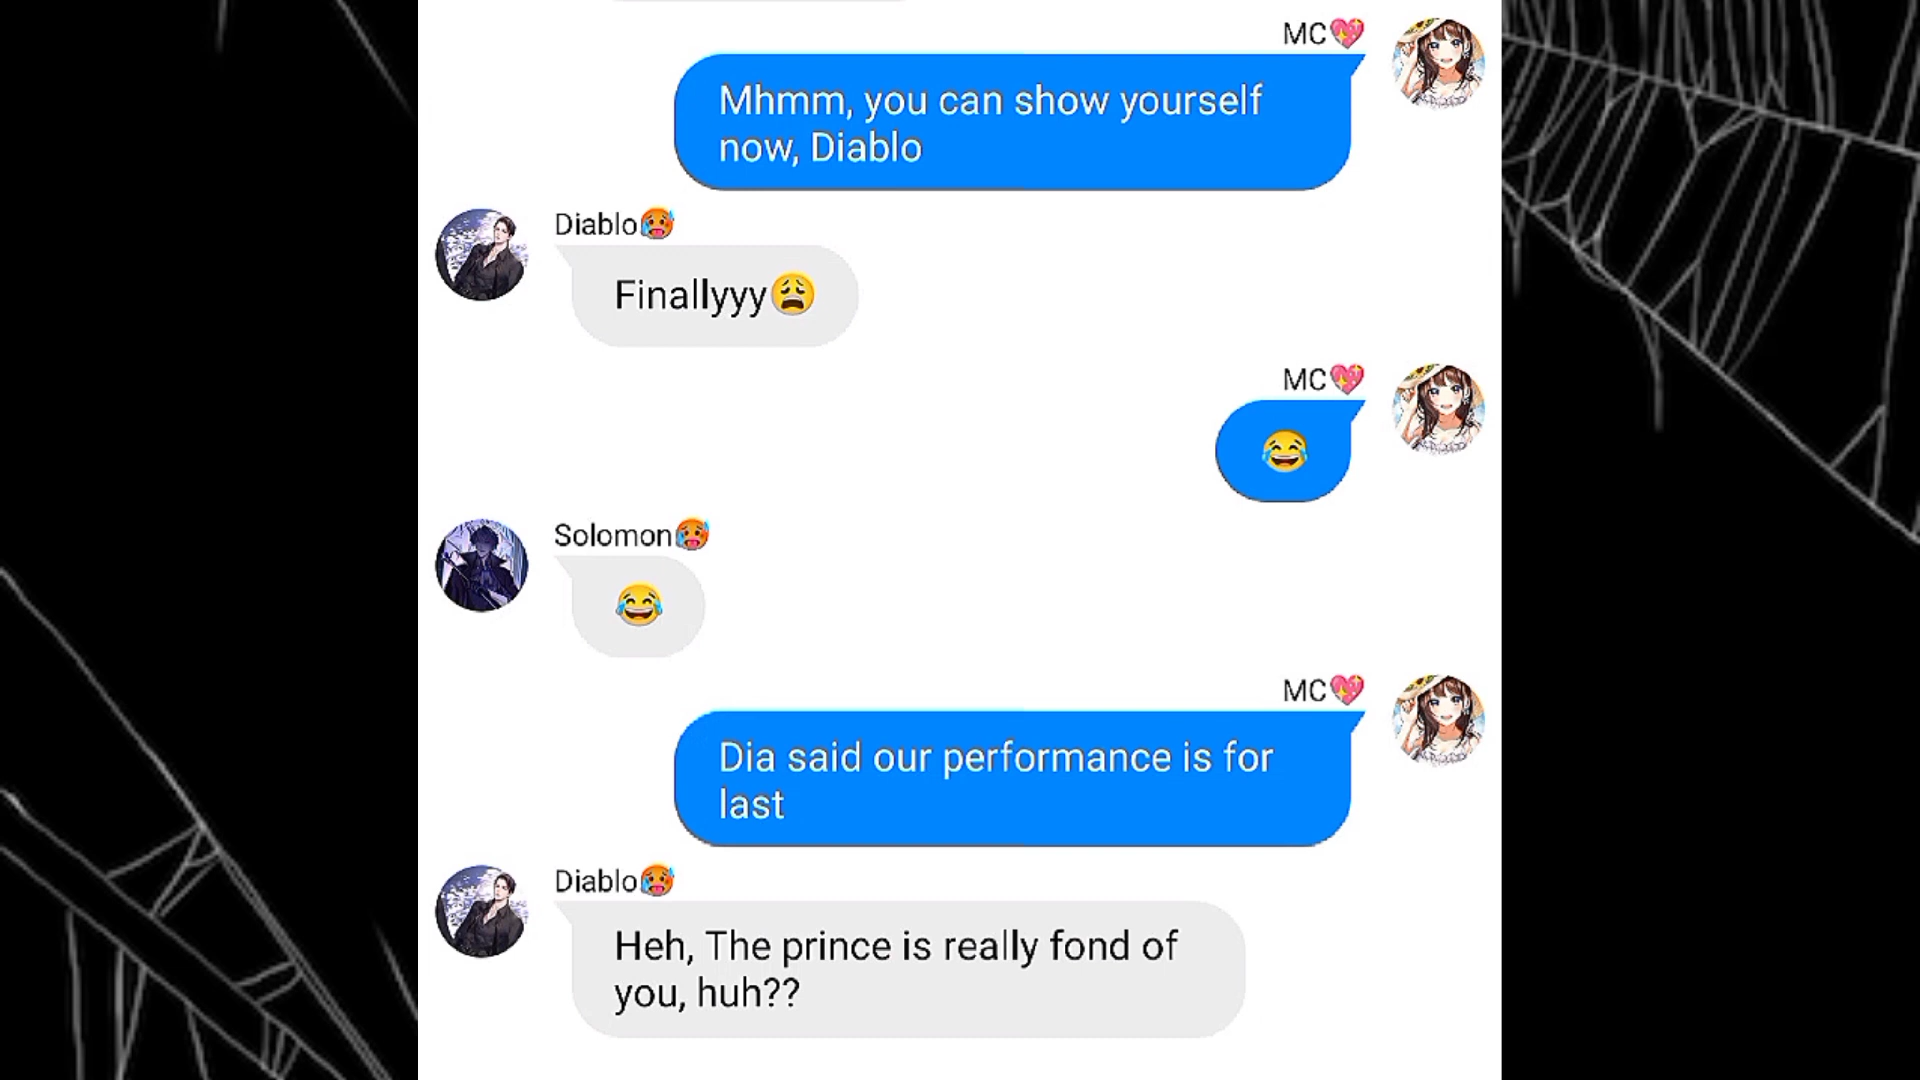 MC💖
Mhmm, you can show yourself
now, Diablo
Diablo🥵
Finallyyy😩
MC💖
😂
Solomon🥵
😂
MC💖
Dia said our performance is for
last
Diablo🥵
Heh, The prince is really fond of
you, huh??